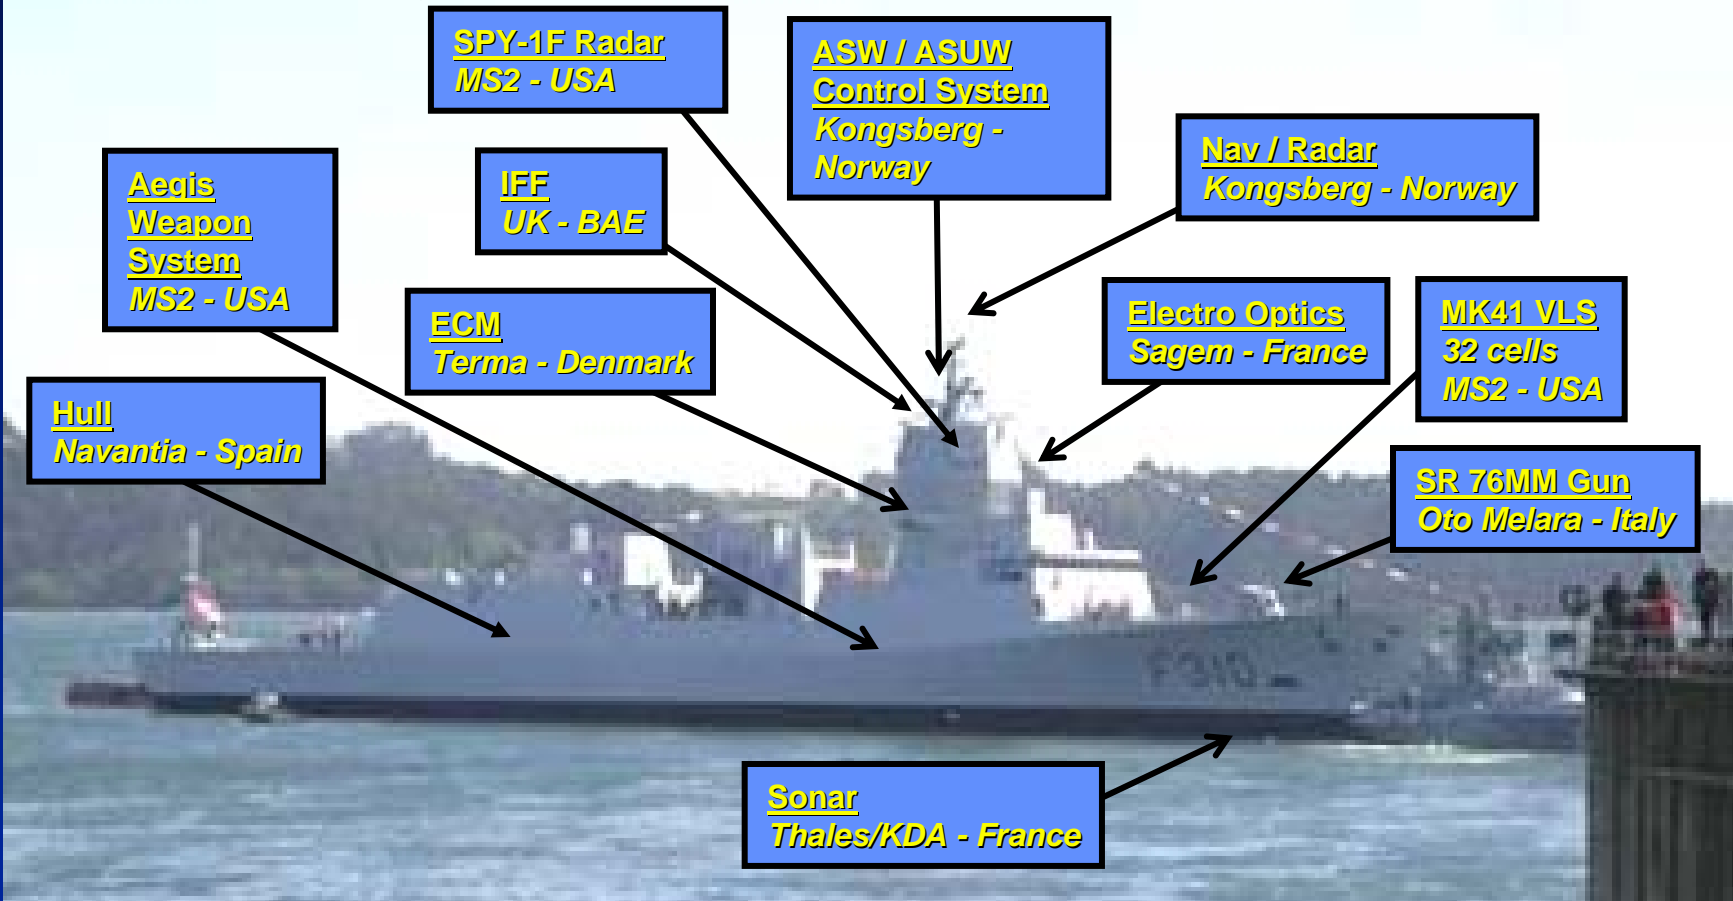 SPY-1F Radar
MS2 - USA
ASW / ASUW
Control System
Kongsberg -
Norway
Nav / Radar
Kongsberg - Norway
Aegis
Weapon
System
MS2 - USA
IFF
UK - BAE
ECM
Terma - Denmark
Electro Optics
Sagem - France
MK41 VLS
32 cells
MS2 - USA
Hull
Navantia - Spain
SR 76MM Gun
Oto Melara - Italy
F310
Sonar
Thales/KDA - France